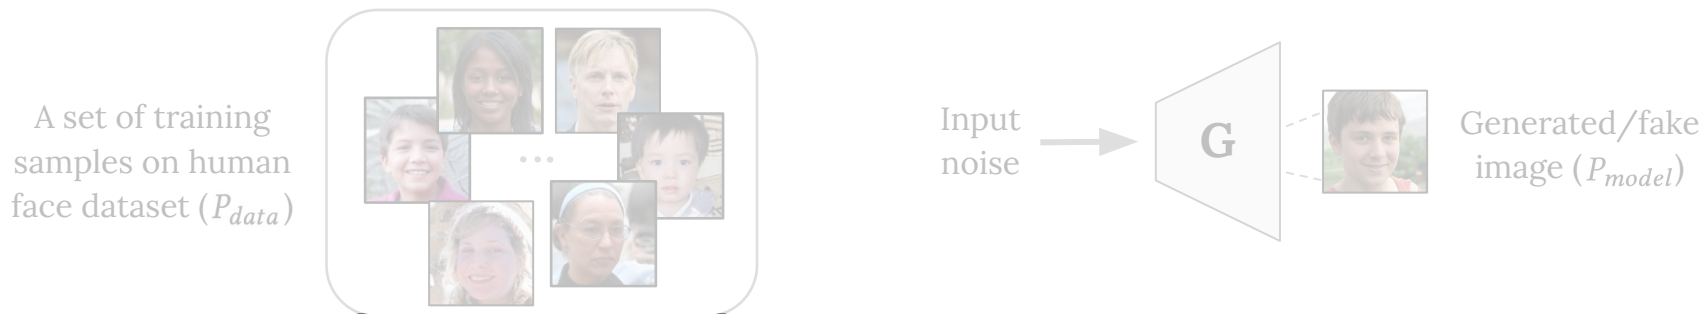 A set of training
samples on human
face dataset (P_data)
...
Input
noise
G
Generated/fake
image (P_model)